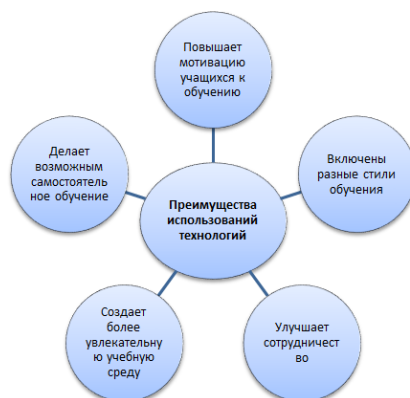 Повышает
мотивацию
учащихся к
обучению
Делает
возможным
самостоятель
ное обучение
Включены
разные стили
обучения
Преимущества
использований
технологий
Создает
более
увлекательну
ю учебную
среду
Улучшает
сотрудничест
во